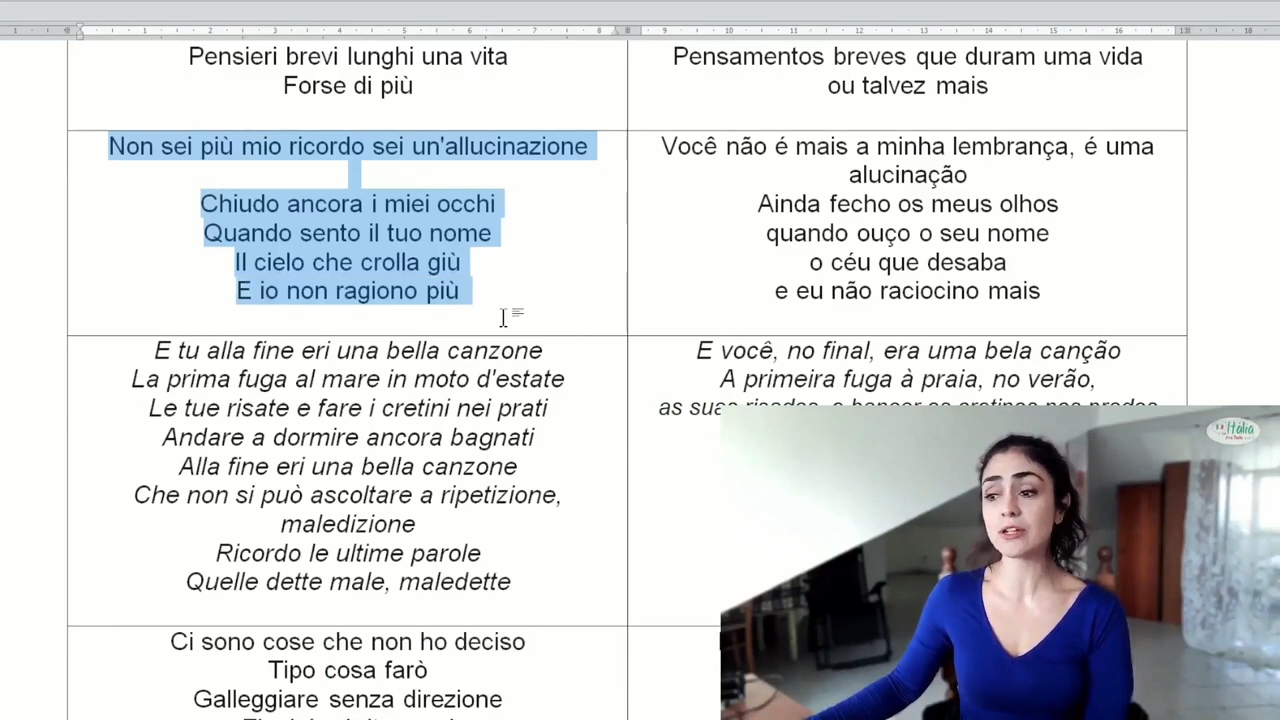 Pensieri brevi lunghi una vita
Forse di più
Pensamentos breves que duram uma vida
ou talvez mais
Non sei più mio ricordo sei un'allucinazione
Chiudo ancora i miei occhi
Quando sento il tuo nome
Il cielo che crolla giù
E io non ragiono più
Você não é mais a minha lembrança, é uma
alucinação
Ainda fecho os meus olhos
quando ouço o seu nome
o céu que desaba
e eu não raciocino mais
E tu alla fine eri una bella canzone
La prima fuga al mare in moto d'estate
Le tue risate e fare i cretini nei prati
Andare a dormire ancora bagnati
Alla fine eri una bella canzone
Che non si può ascoltare a ripetizione,
maledizione
Ricordo le ultime parole
Quelle dette male, maledette
E você, no final, era uma bela canção
A primeira fuga à praia, no verão,
as suas
Ci sono cose che non ho deciso
Tipo cosa farò
Galleggiare senza direzione
Itália